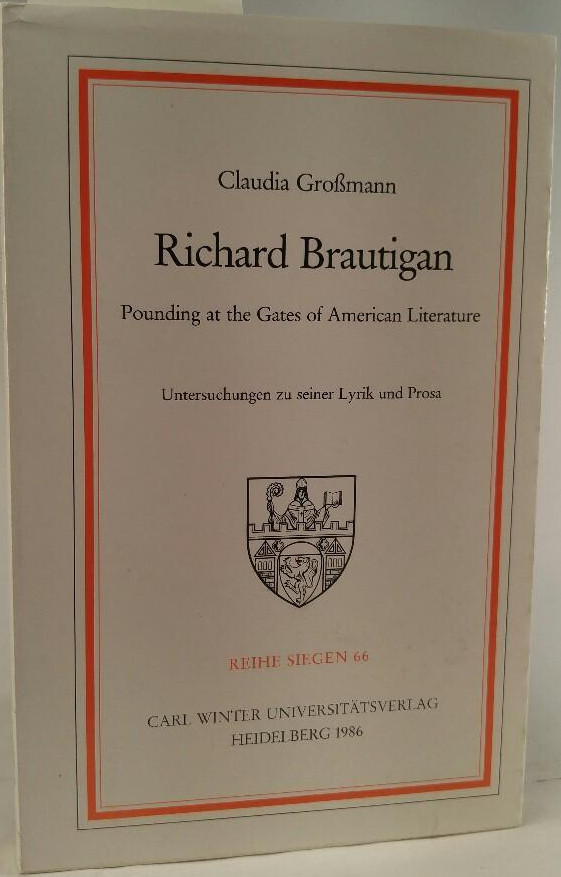 Claudia Großmann
Richard Brautigan
Pounding at the Gates of American Literature
Untersuchungen zu seiner Lyrik und Prosa
REIHE SIEGEN 66
CARL WINTER UNIVERSITÄTSVERLAG
HEIDELBERG 1986